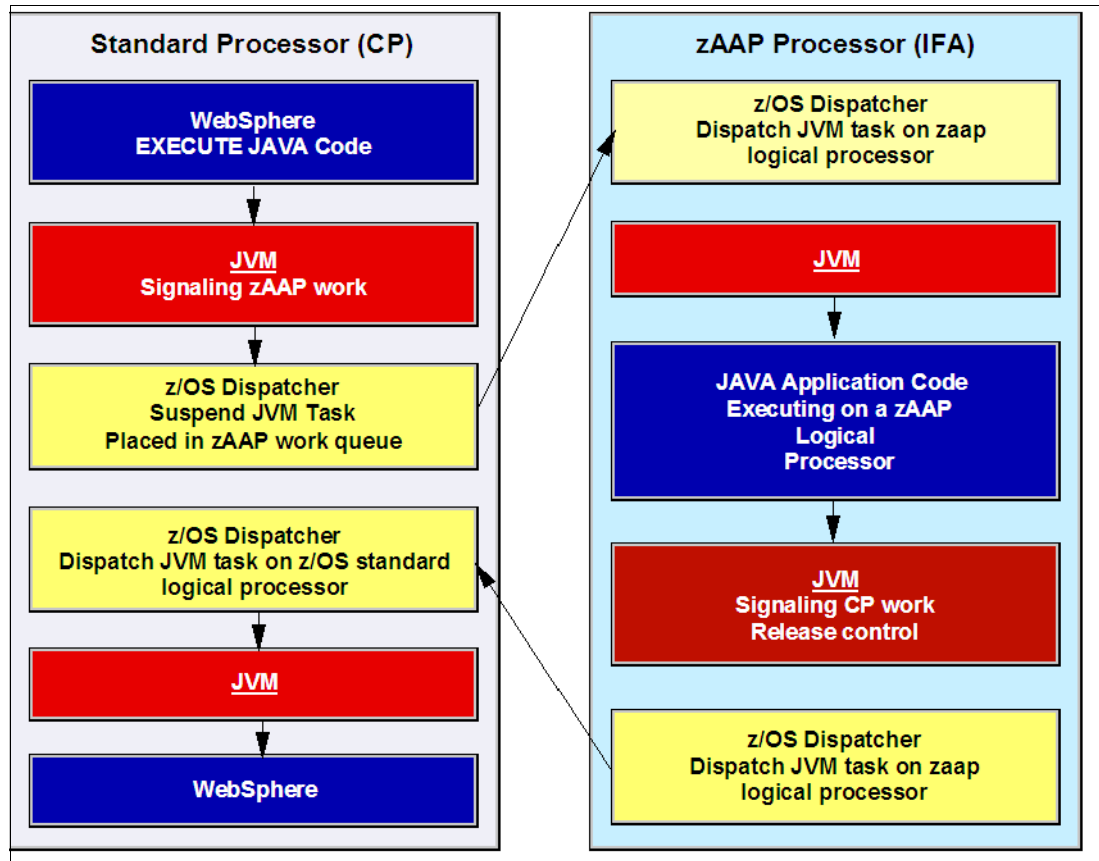 Standard Processor (CP)
WebSphere
EXECUTE JAVA Code
JVM
Signaling zAAP work
z/OS Dispatcher
Suspend JVM Task
Placed in zAAP work queue
z/OS Dispatcher
Dispatch JVM task on z/OS standard
logical processor
JVM
WebSphere
zAAP Processor (IFA)
z/OS Dispatcher
Dispatch JVM task on zaap
logical processor
JVM
JAVA Application Code
Executing on a zAAP
Logical
Processor
JVM
Signaling CP work
Release control
z/OS Dispatcher
Dispatch JVM task on zaap
logical processor